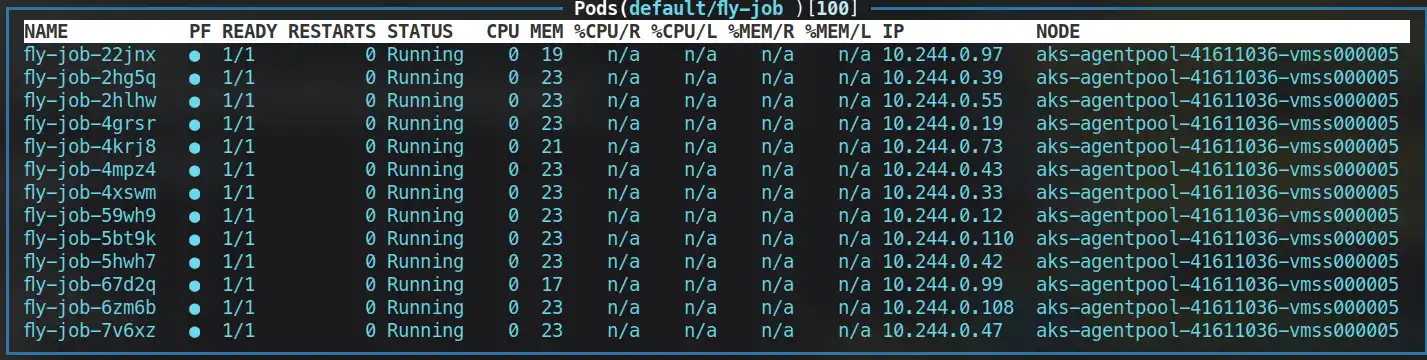 Pods(default/fly-job )[100]
NAME PF READY RESTARTS STATUS CPU MEM %CPU/R %CPU/L %MEM/R %MEM/L IP NODE
fly-job-22jnx ● 1/1 0 Running 0 19 n/a n/a n/a n/a 10.244.0.97 aks-agentpool-41611036-vmss000005
fly-job-2hg5q ● 1/1 0 Running 0 23 n/a n/a n/a n/a 10.244.0.39 aks-agentpool-41611036-vmss000005
fly-job-2hlhw ● 1/1 0 Running 0 23 n/a n/a n/a n/a 10.244.0.55 aks-agentpool-41611036-vmss000005
fly-job-4grsr ● 1/1 0 Running 0 23 n/a n/a n/a n/a 10.244.0.19 aks-agentpool-41611036-vmss000005
fly-job-4krj8 ● 1/1 0 Running 0 21 n/a n/a n/a n/a 10.244.0.73 aks-agentpool-41611036-vmss000005
fly-job-4mpz4 ● 1/1 0 Running 0 23 n/a n/a n/a n/a 10.244.0.43 aks-agentpool-41611036-vmss000005
fly-job-4xswm ● 1/1 0 Running 0 23 n/a n/a n/a n/a 10.244.0.33 aks-agentpool-41611036-vmss000005
fly-job-59wh9 ● 1/1 0 Running 0 23 n/a n/a n/a n/a 10.244.0.12 aks-agentpool-41611036-vmss000005
fly-job-5bt9k ● 1/1 0 Running 0 23 n/a n/a n/a n/a 10.244.0.110 aks-agentpool-41611036-vmss000005
fly-job-5hwh7 ● 1/1 0 Running 0 23 n/a n/a n/a n/a 10.244.0.42 aks-agentpool-41611036-vmss000005
fly-job-67d2q ● 1/1 0 Running 0 17 n/a n/a n/a n/a 10.244.0.99 aks-agentpool-41611036-vmss000005
fly-job-6zm6b ● 1/1 0 Running 0 23 n/a n/a n/a n/a 10.244.0.108 aks-agentpool-41611036-vmss000005
fly-job-7v6xz ● 1/1 0 Running 0 23 n/a n/a n/a n/a 10.244.0.47 aks-agentpool-41611036-vmss000005